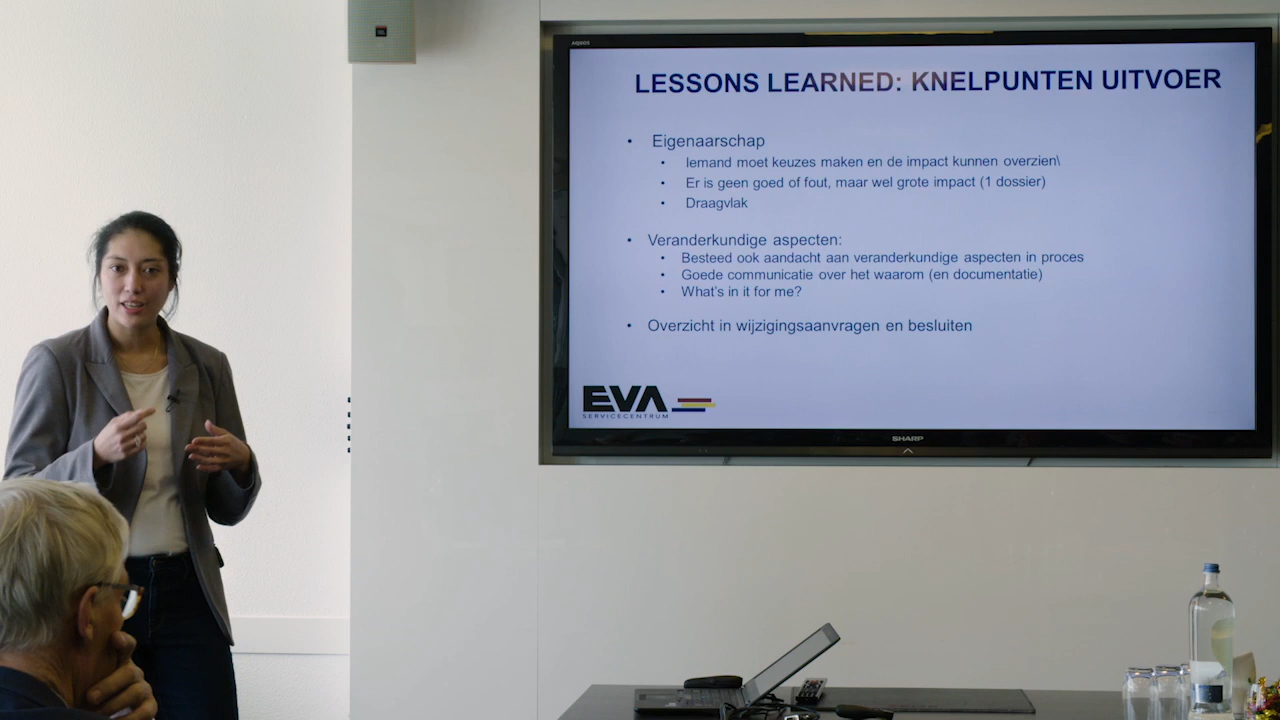 JBL
AQUOS
LESSONS LEARNED: KNELPUNTEN UITVOER
• Eigenaarschap
• Iemand moet keuzes maken en de impact kunnen overzien\
• Er is geen goed of fout, maar wel grote impact (1 dossier)
• Draagvlak
• Veranderkundige aspecten:
• Besteed ook aandacht aan veranderkundige aspecten in proces
• Goede communicatie over het waarom (en documentatie)
• What's in it for me?
• Overzicht in wijzigingsaanvragen en besluiten
EVA
SERVICECENTRUM
SHARP